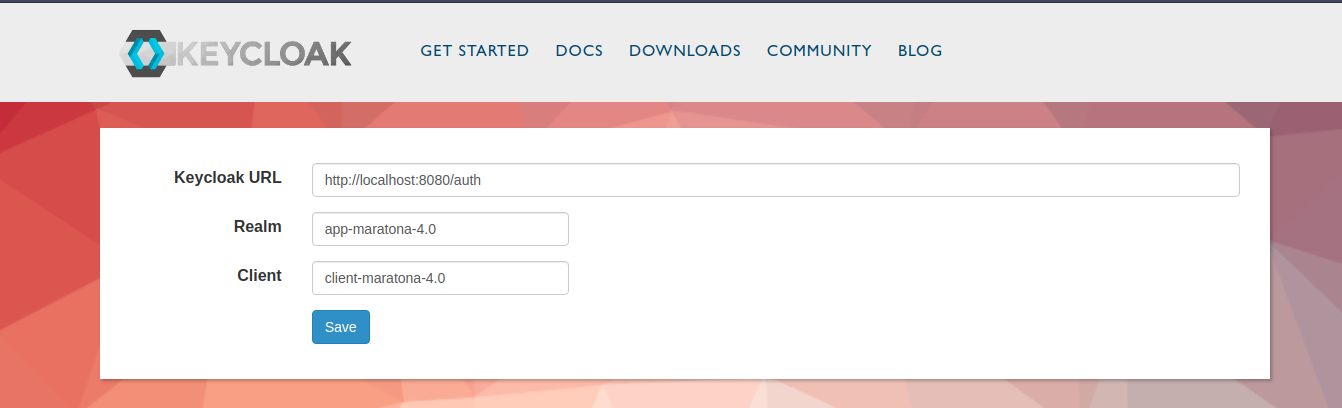 KEYCLOAK GET STARTED DOCS DOWNLOADS COMMUNITY BLOG
Keycloak URL http://localhost:8080/auth
Realm app-maratona-4.0
Client client-maratona-4.0
Save